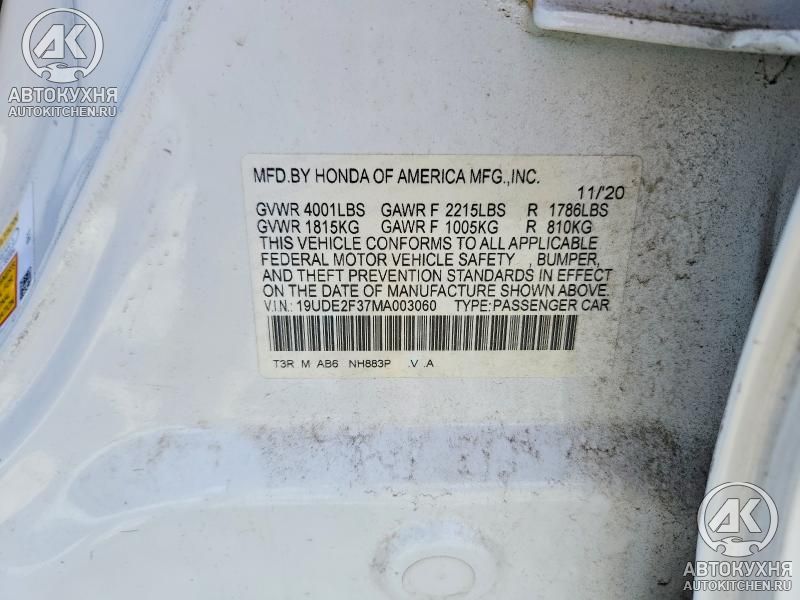 АВТОКУХНЯ
AUTOKITCHEN.RU
MFD.BY HONDA OF AMERICA MFG.,INC.
11/'20
GVWR 4001LBS GAWR F 2215LBS R 1786LBS
GVWR 1815KG GAWR F 1005KG R 810KG
THIS VEHICLE CONFORMS TO ALL APPLICABLE
FEDERAL MOTOR VEHICLE SAFETY , BUMPER,
AND THEFT PREVENTION STANDARDS IN EFFECT
ON THE DATE OF MANUFACTURE SHOWN ABOVE.
V.I.N.: 19UDE2F37MA003060 TYPE:PASSENGER CAR
T3R M AB6 NH883P .V .A
АК
АВТОКУХНЯ
AUTOKITCHEN.RU